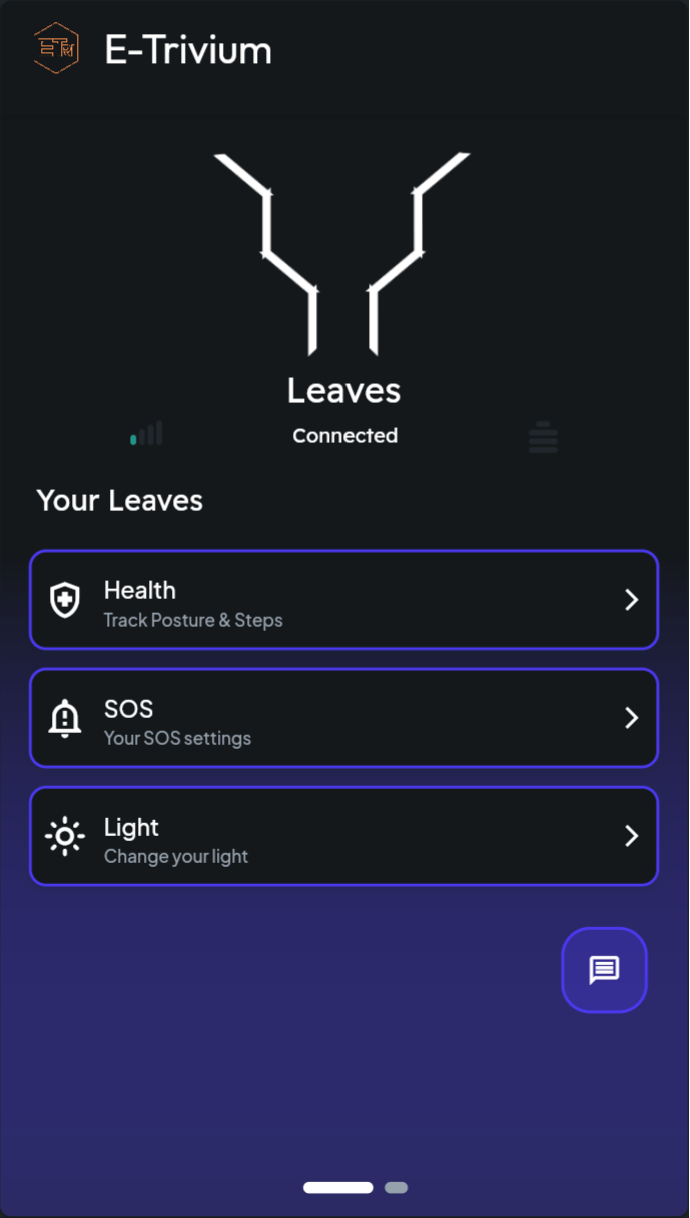 E-Trivium
Leaves
Connected
Your Leaves
Health
Track Posture & Steps
SOS
Your SOS settings
Light
Change your light